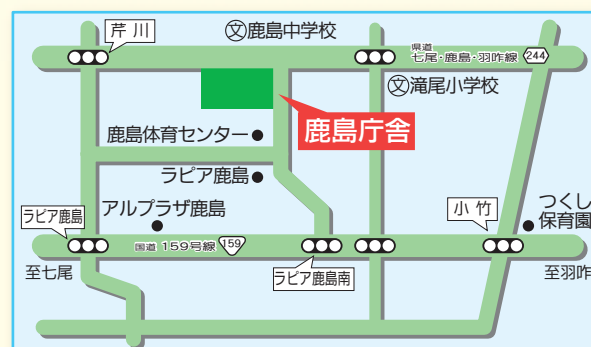 芹川
文鹿島中学校
県道
七尾・鹿島・羽咋線 244
文滝尾小学校
鹿島庁舎
鹿島体育センター
ラピア鹿島
ラピア鹿島
アルプラザ鹿島
小竹
つくし
保育園
国道 159号線 159
至七尾
ラピア鹿島南
至羽咋